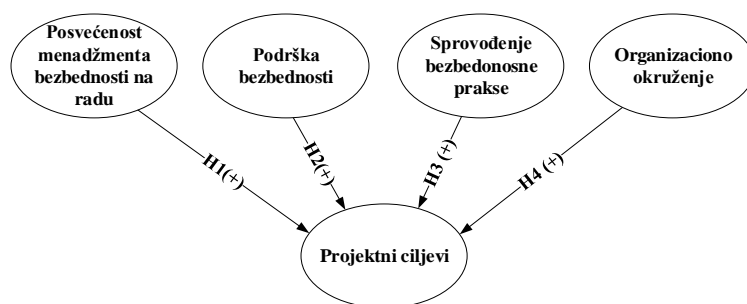 Posvećenost
menadžmenta
bezbednosti na
radu
Podrška
bezbednosti
Sprovođenje
bezbedonosne
prakse
Organizaciono
okruženje
H1(+)
H2(+)
H3 (+)
H4 (+)
Projektni ciljevi